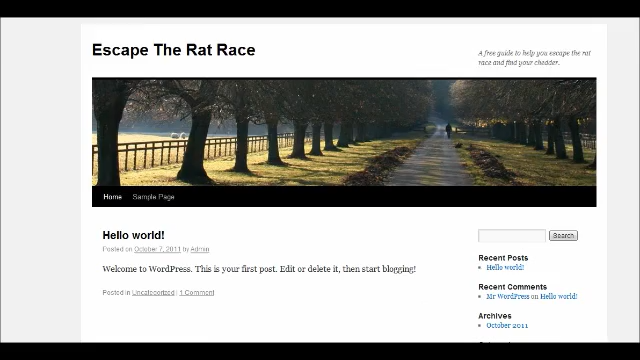 Escape The Rat Race
A free guide to help you escape the rat
race and find your chedder.
Home Sample Page
Hello world!
Posted on October 7, 2011 by Admin
Welcome to WordPress. This is your first post. Edit or delete it, then start blogging!
Posted in Uncategorized | 1 Comment
Search
Recent Posts
Hello world!
Recent Comments
Mr WordPress on Hello world!
Archives
October 2011